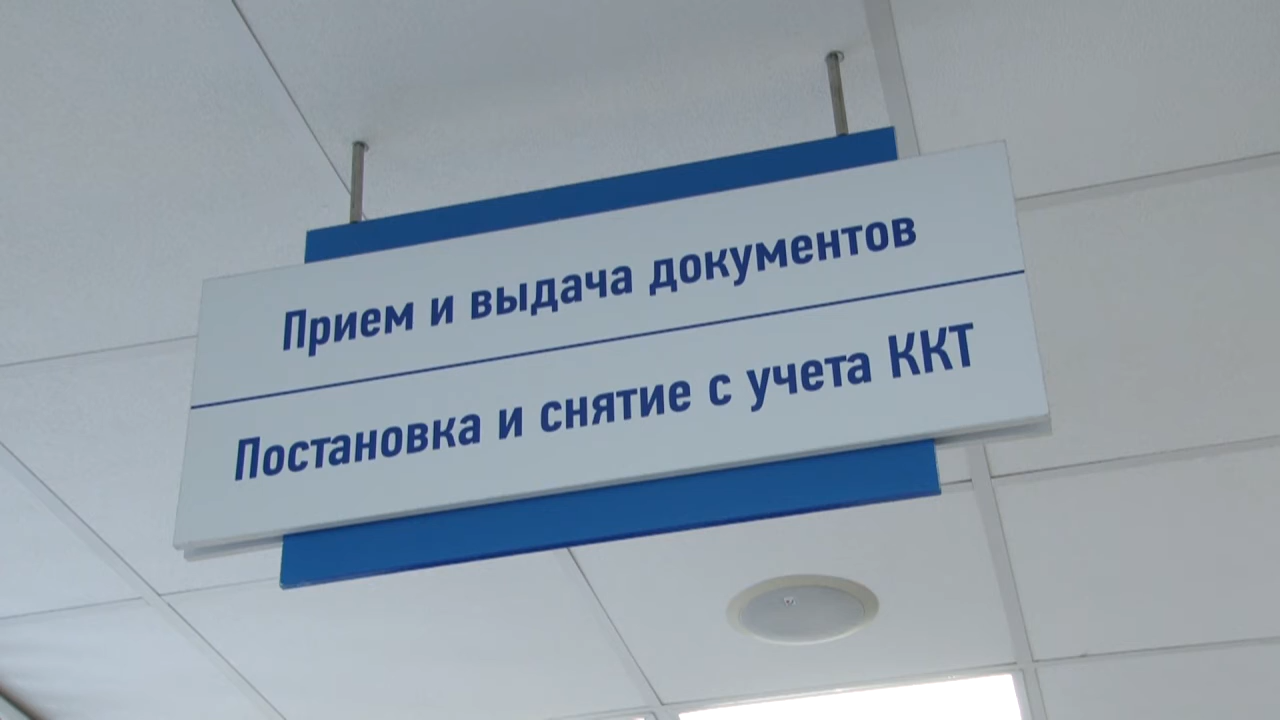 Прием и выдача документов
Постановка и снятие с учета ККТ